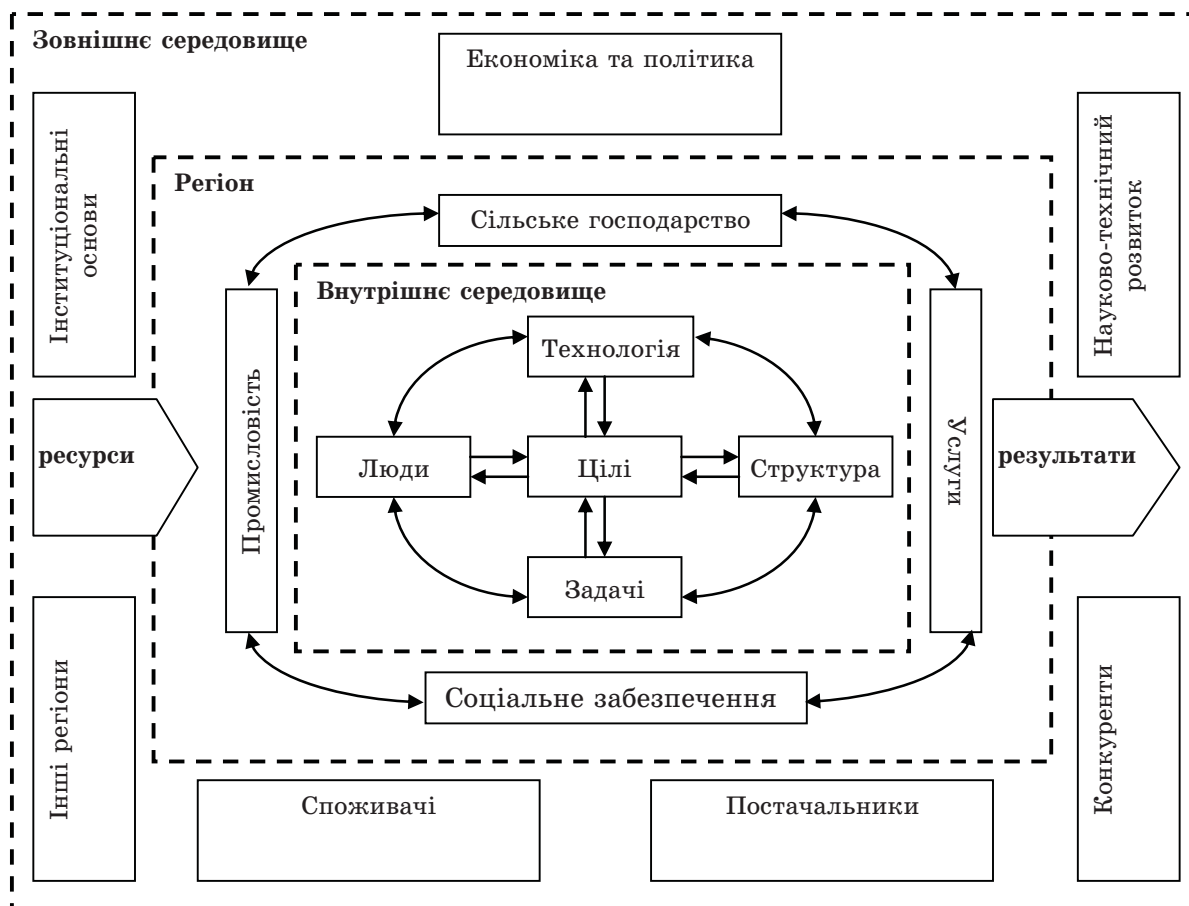 Зовнішнє середовище
Економіка та політика
Інституціональні
основи
Науково-технічний
розвиток
Регіон
Сільське господарство
Внутрішнє середовище
Технологія
Промисловість
Услуги
ресурси
Люди
Цілі
Структура
результати
Задачі
Соціальне забезпечення
Інші регіони
Конкуренти
Споживачі
Постачальники